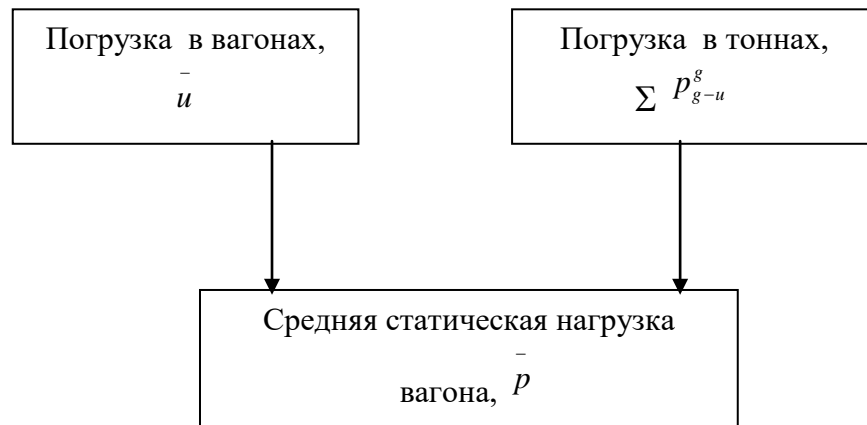 Погрузка в вагонах,
u̅
Погрузка в тоннах,
∑ p^g_{g−u}
Средняя статическая нагрузка
вагона, p̅